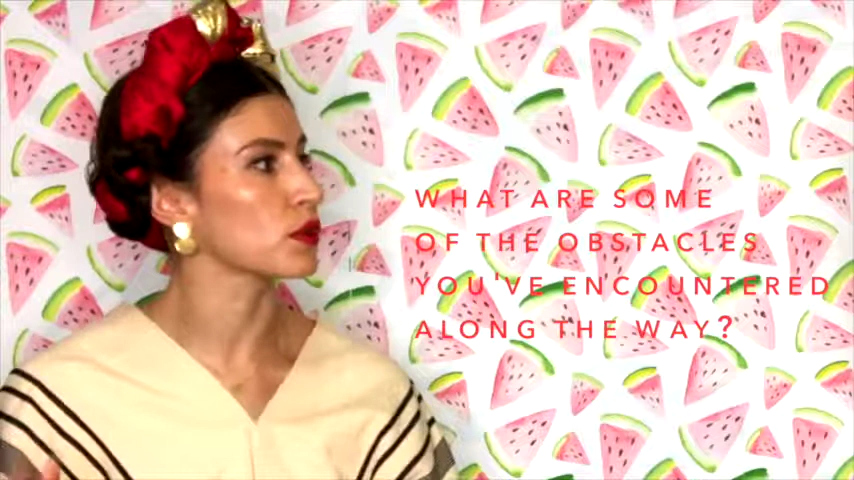 WHAT ARE SOME
OF THE OBSTACLES
YOU'VE ENCOUNTERED
ALONG THE WAY?